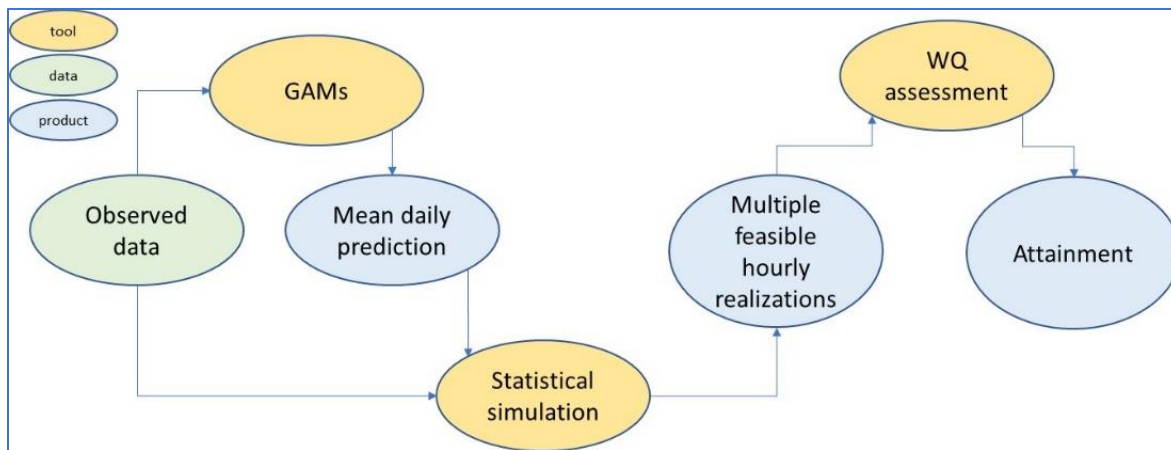 tool
data
product
GAMs
Observed
data
Mean daily
prediction
Statistical
simulation
Multiple
feasible
hourly
realizations
WQ
assessment
Attainment